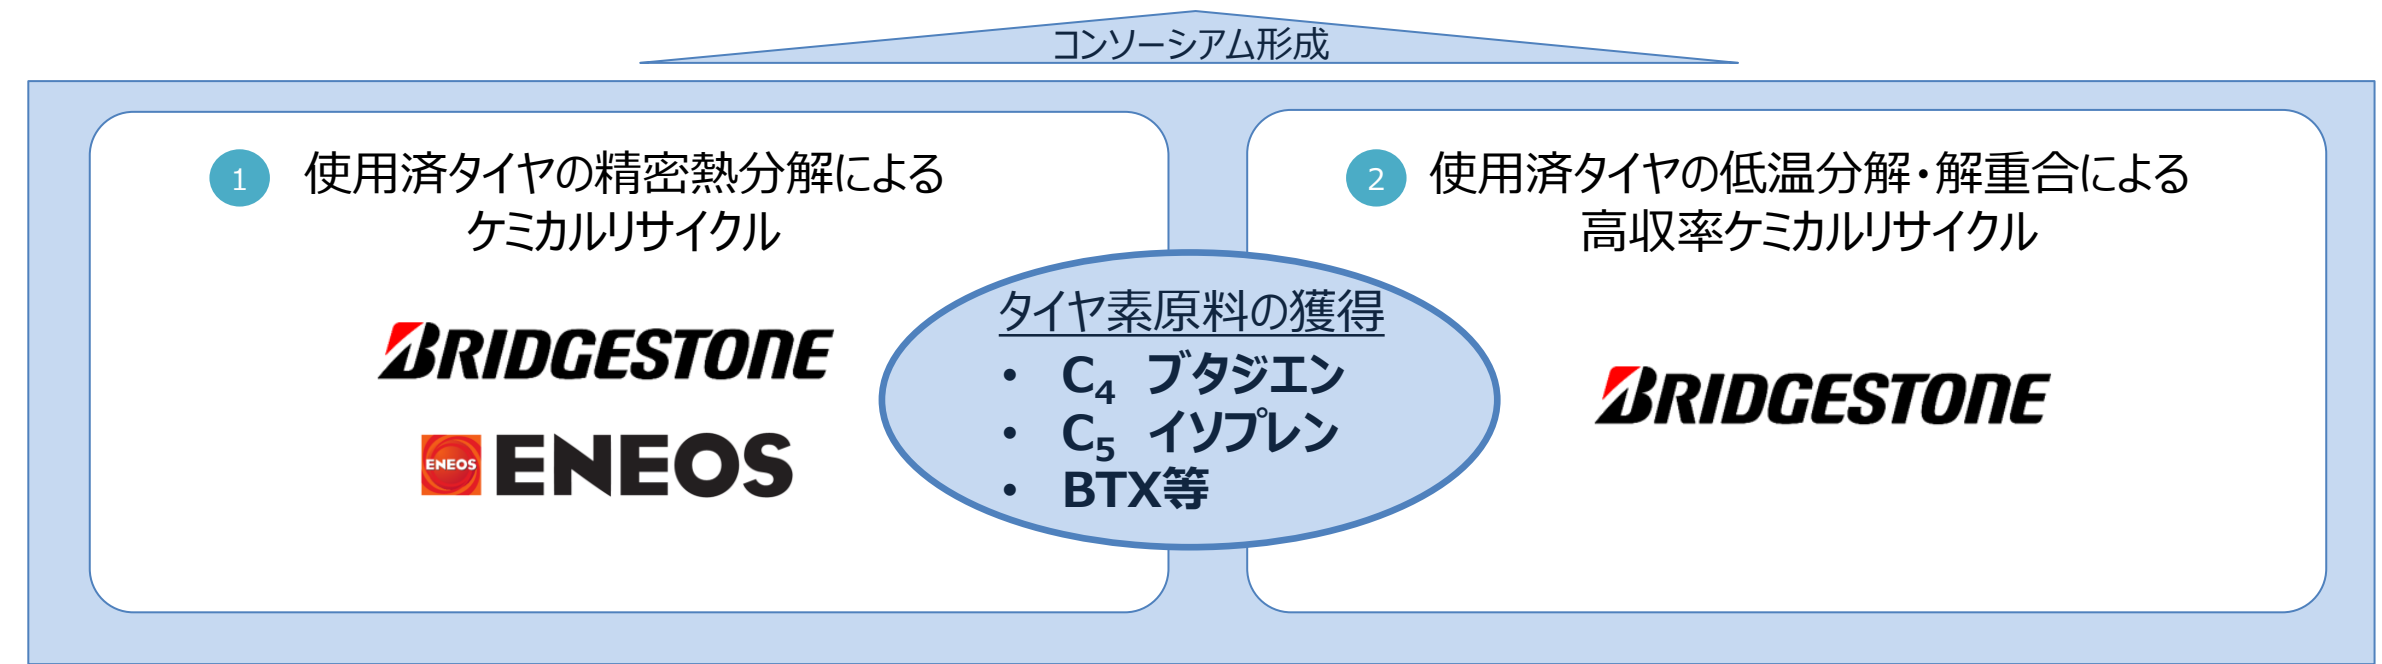 コンソーシアム形成
1 使用済タイヤの精密熱分解による
ケミカルリサイクル
BRIDGESTONE
ENEOS ENEOS
タイヤ素原料の獲得
• C₄ ブタジエン
• C₅ イソプレン
• BTX等
2 使用済タイヤの低温分解・解重合による
高収率ケミカルリサイクル
BRIDGESTONE